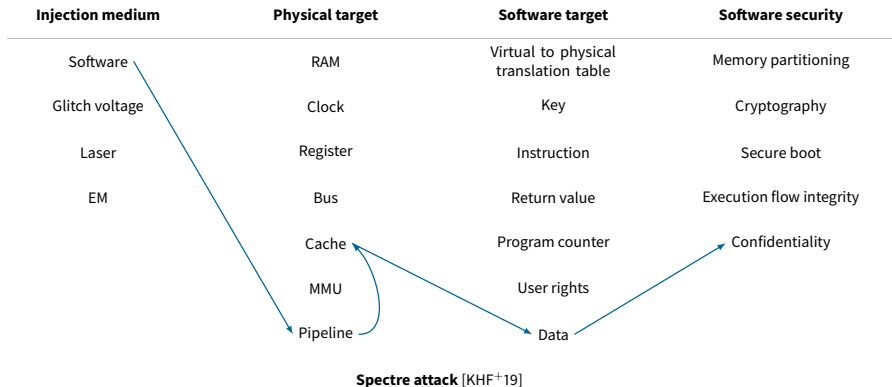 Injection medium Physical target Software target Software security
Software RAM Virtual to physical
translation table Memory partitioning
Glitch voltage Clock Key Cryptography
Laser Register Instruction Secure boot
EM Bus Return value Execution flow integrity
Cache Program counter Confidentiality
MMU User rights
Pipeline Data
Spectre attack [KHF+19]